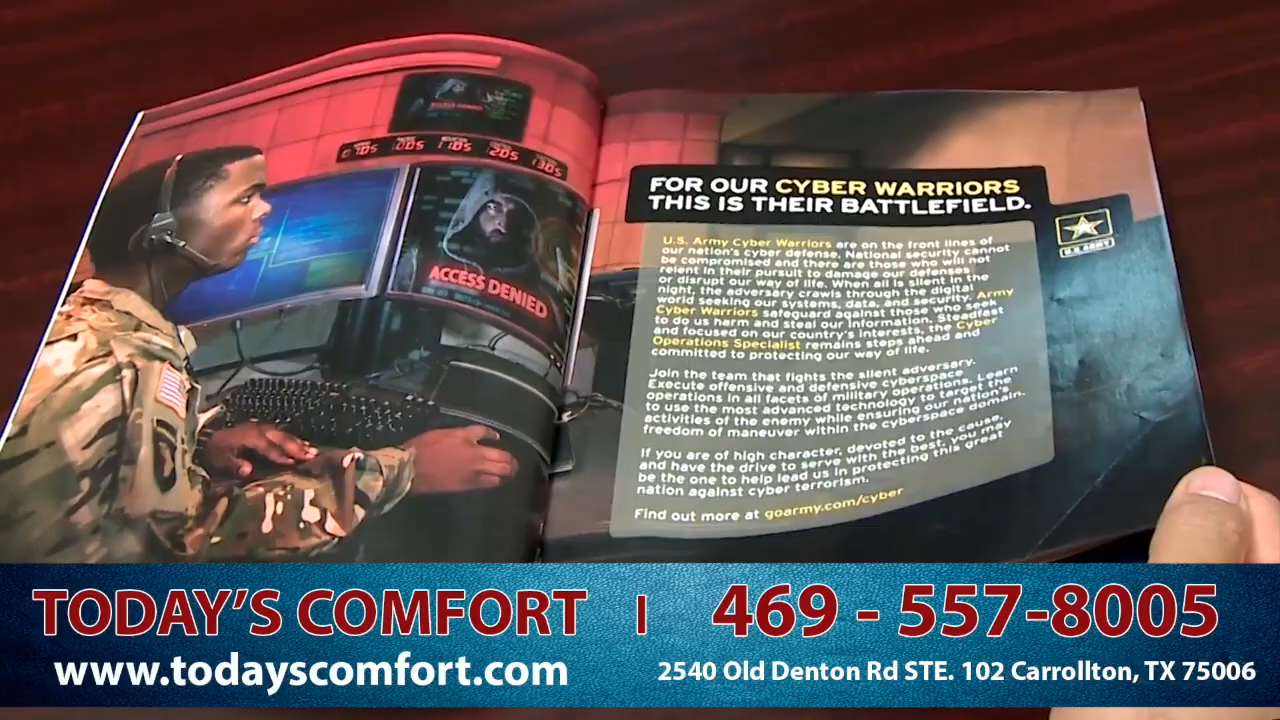 07:05 10:05 11:05 12:05 13:05
ACCESS DENIED
FOR OUR CYBER WARRIORS
THIS IS THEIR BATTLEFIELD.
U.S. ARMY
U.S. Army Cyber Warriors are on the front lines of
our nation's cyber defense. National security cannot
be compromised and there are those who will not
relent in their pursuit to damage our defenses
or disrupt our way of life. When all is silent in the
night, the adversary crawls through the digital
world seeking our systems, data, and security. Army
Cyber Warriors safeguard against those who seek
to do us harm and steal our information. Steadfast
and focused on our country's interests, the Cyber
Operations Specialist remains steps ahead and
committed to protecting our way of life.
Join the team that fights the silent adversary.
Execute offensive and defensive cyberspace
operations in all facets of military operations. Learn
to use the most advanced technology to target the
activities of the enemy while ensuring our nation's
freedom of maneuver within the cyberspace domain.
If you are of high character, devoted to the cause,
and have the drive to serve with the best, you may
be the one to help lead us in protecting this great
nation against cyber terrorism.
Find out more at goarmy.com/cyber
TODAY'S COMFORT | 469 - 557-8005
www.todayscomfort.com
2540 Old Denton Rd STE. 102 Carrollton, TX 75006